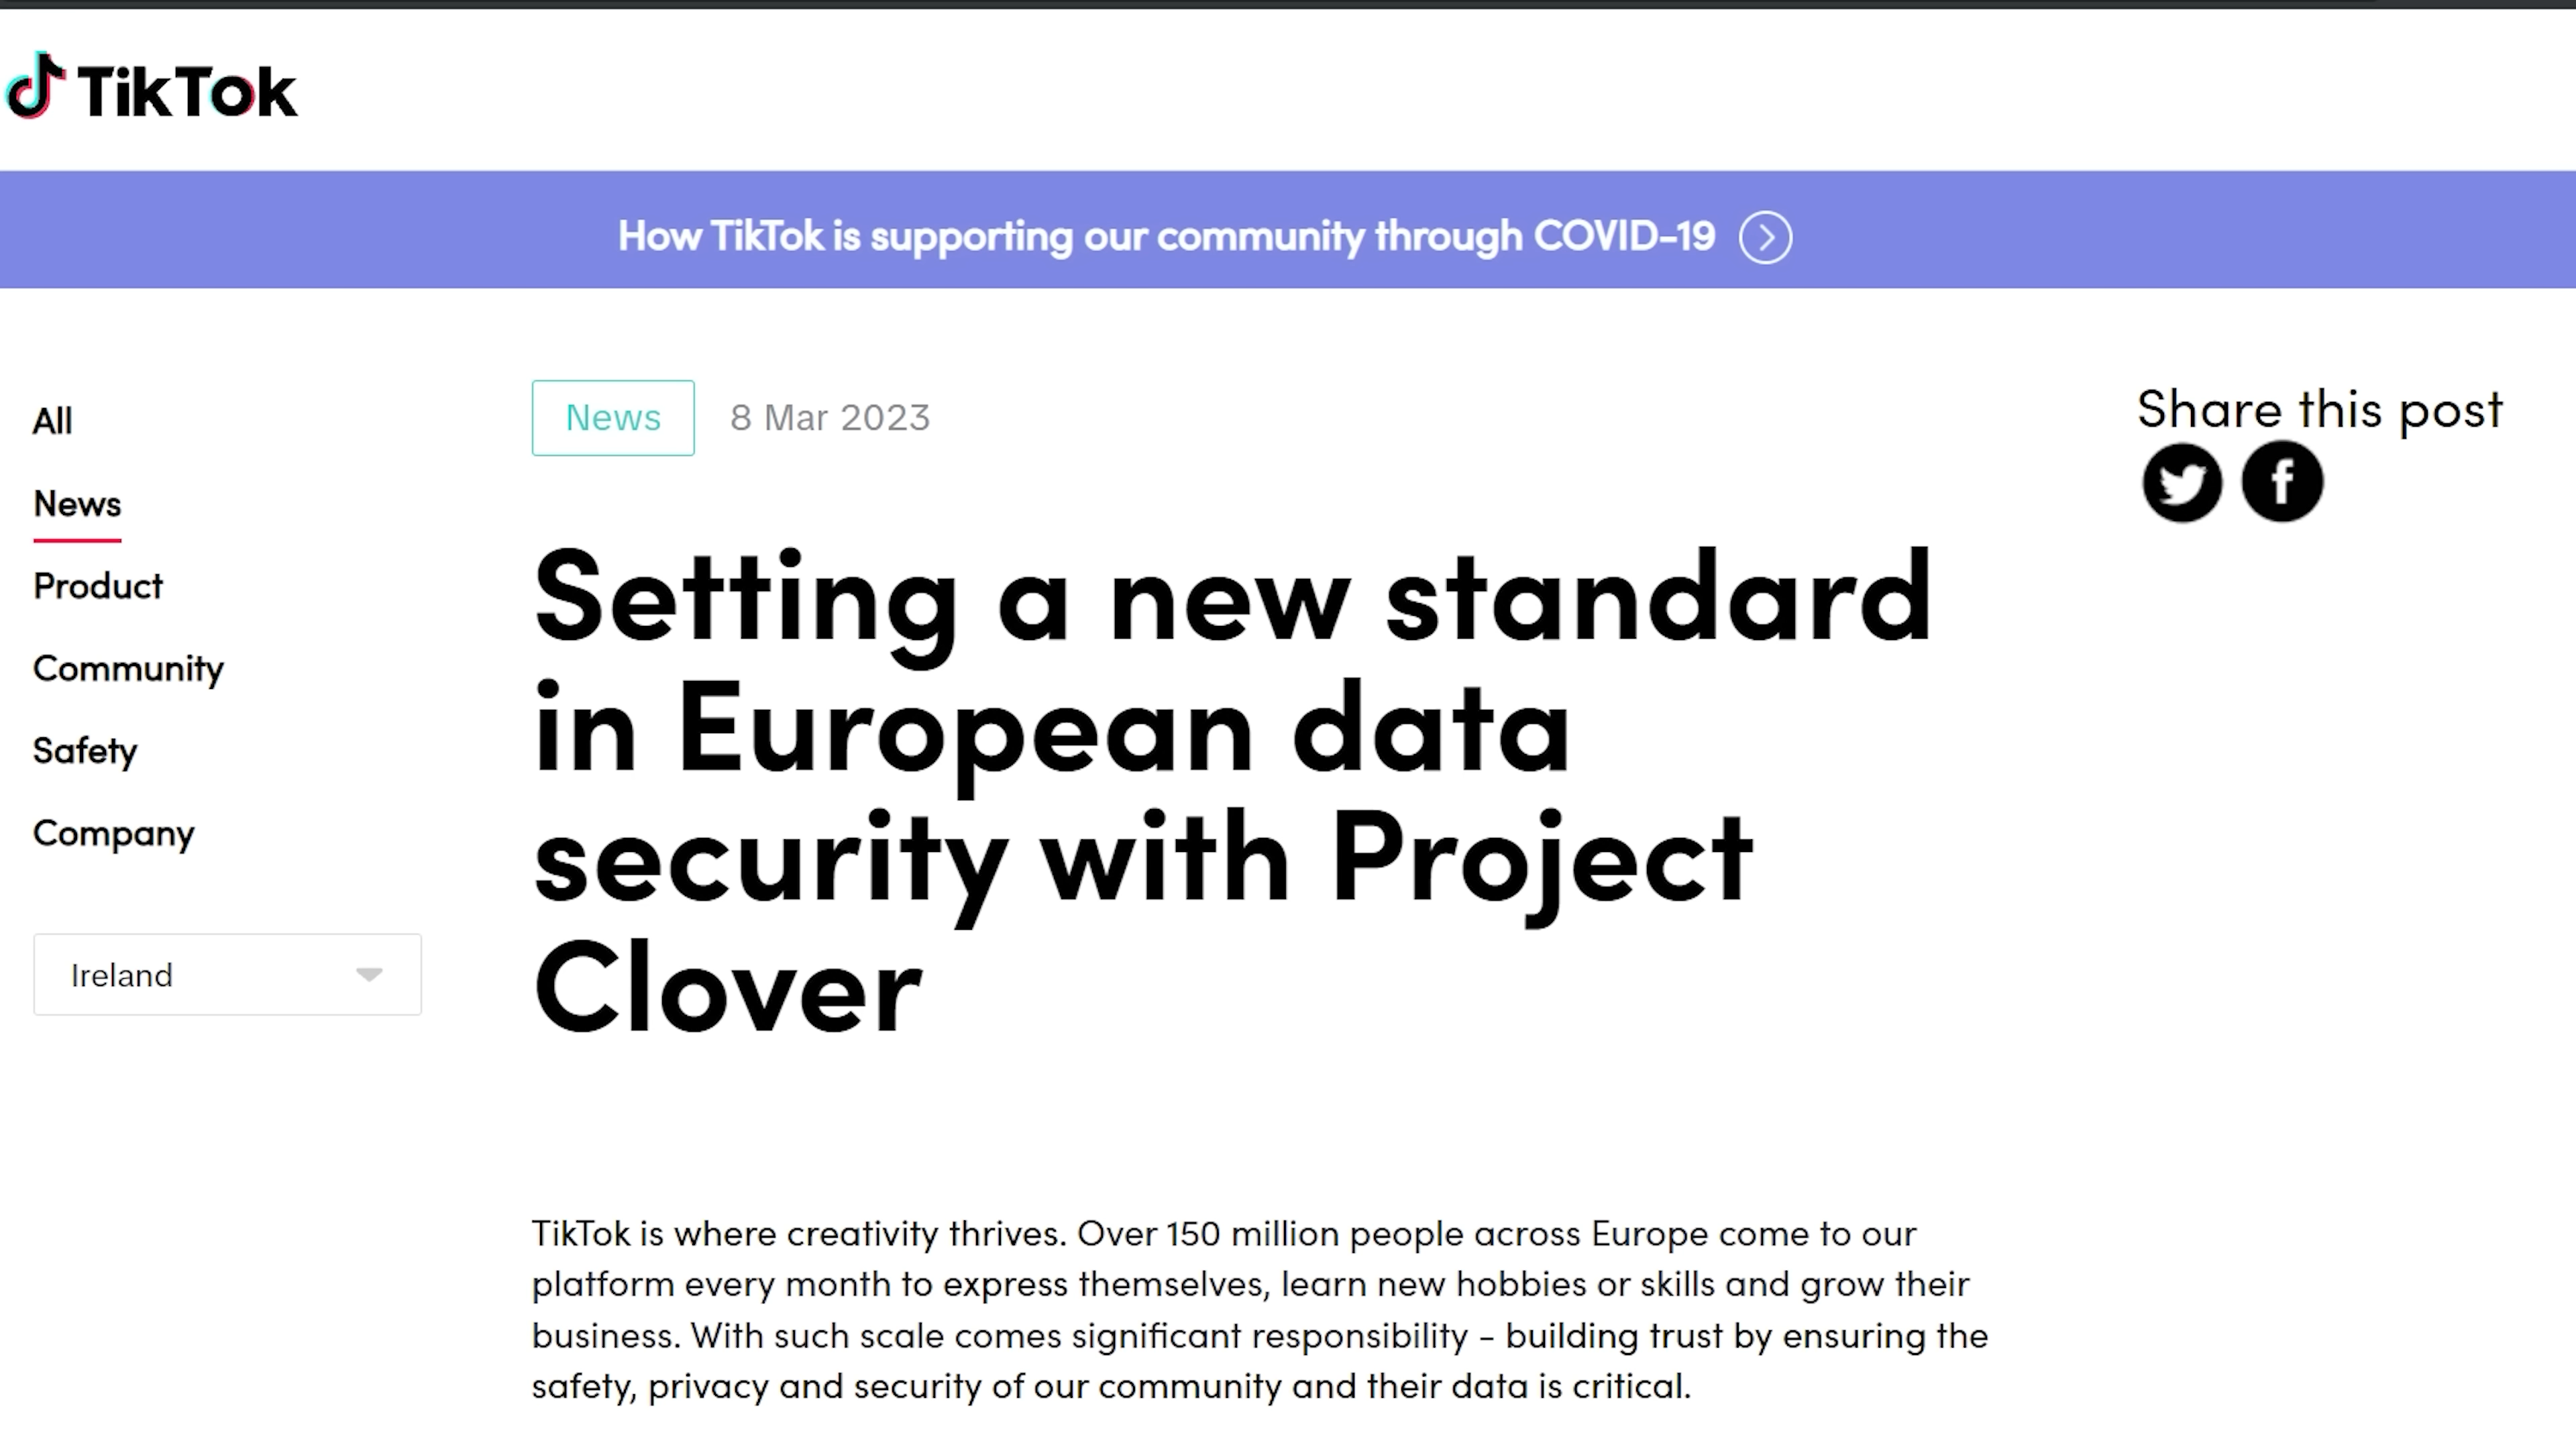 TikTok
How TikTok is supporting our community through COVID-19
All
News
Product
Community
Safety
Company
Ireland
News 8 Mar 2023
Setting a new standard
in European data
security with Project
Clover
TikTok is where creativity thrives. Over 150 million people across Europe come to our
platform every month to express themselves, learn new hobbies or skills and grow their
business. With such scale comes significant responsibility - building trust by ensuring the
safety, privacy and security of our community and their data is critical.
Share this post